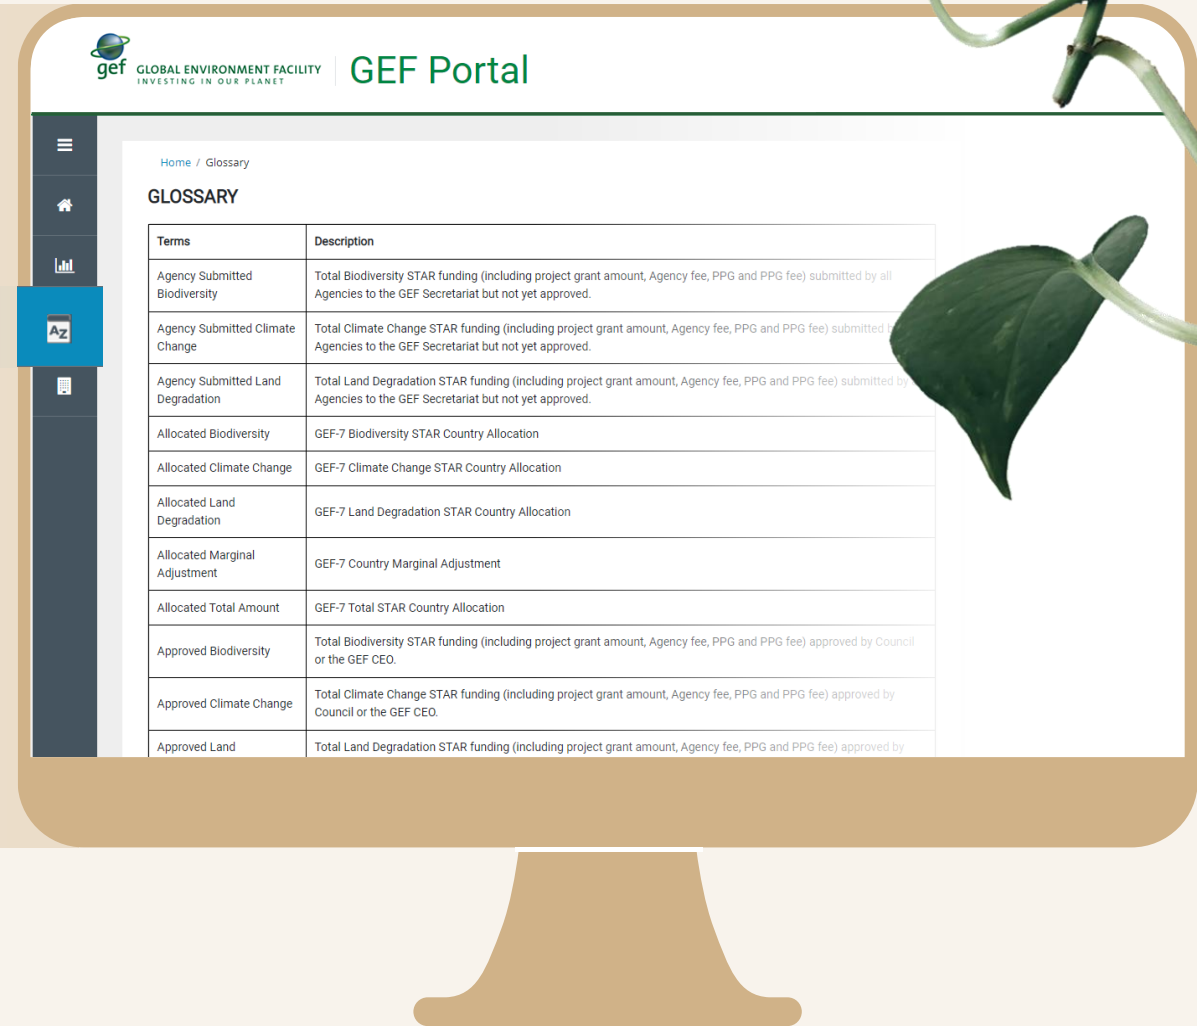 gef
GLOBAL ENVIRONMENT FACILITY
INVESTING IN OUR PLANET
GEF Portal
Home / Glossary
GLOSSARY
Terms
Description
Agency Submitted
Biodiversity
Total Biodiversity STAR funding (including project grant amount, Agency fee, PPG and PPG fee) submitted by all
Agencies to the GEF Secretariat but not yet approved.
Agency Submitted Climate
Change
Total Climate Change STAR funding (including project grant amount, Agency fee, PPG and PPG fee) submitted
Agencies to the GEF Secretariat but not yet approved.
Agency Submitted Land
Degradation
Total Land Degradation STAR funding (including project grant amount, Agency fee, PPG and PPG fee) submitted by
Agencies to the GEF Secretariat but not yet approved.
Allocated Biodiversity
GEF-7 Biodiversity STAR Country Allocation
Allocated Climate Change
GEF-7 Climate Change STAR Country Allocation
AZ
Allocated Land
Degradation
GEF-7 Land Degradation STAR Country Allocation
Allocated Marginal
Adjustment
GEF-7 Country Marginal Adjustment
Allocated Total Amount
GEF-7 Total STAR Country Allocation
Approved Biodiversity
Total Biodiversity STAR funding (including project grant amount, Agency fee, PPG and PPG fee) approved by Council
or the GEF CEO.
Approved Climate Change
Total Climate Change STAR funding (including project grant amount, Agency fee, PPG and PPG fee) approved by
Council or the GEF CEO.
Approved Land
Total Land Degradation STAR funding (including project grant amount, Agency fee, PPG and PPG fee) approved by